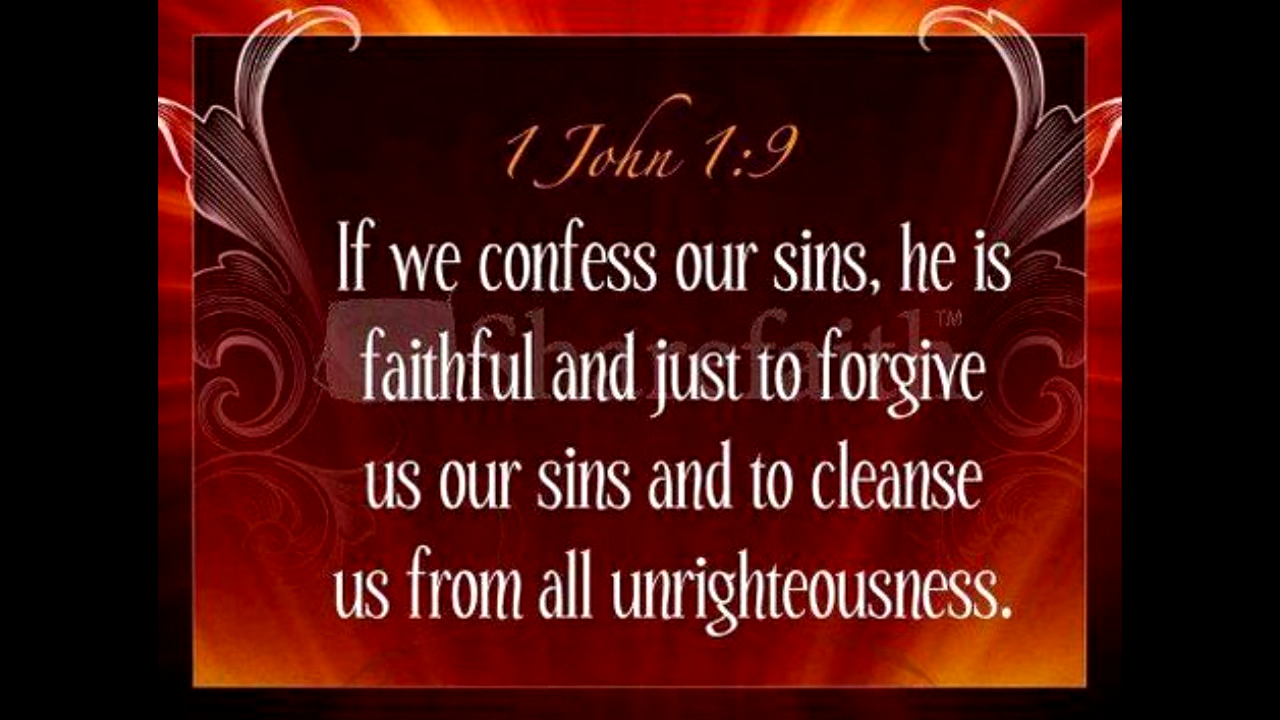 1 John 1:9
If we confess our sins, he is
Sharefaith™
faithful and just to forgive
us our sins and to cleanse
us from all unrighteousness.